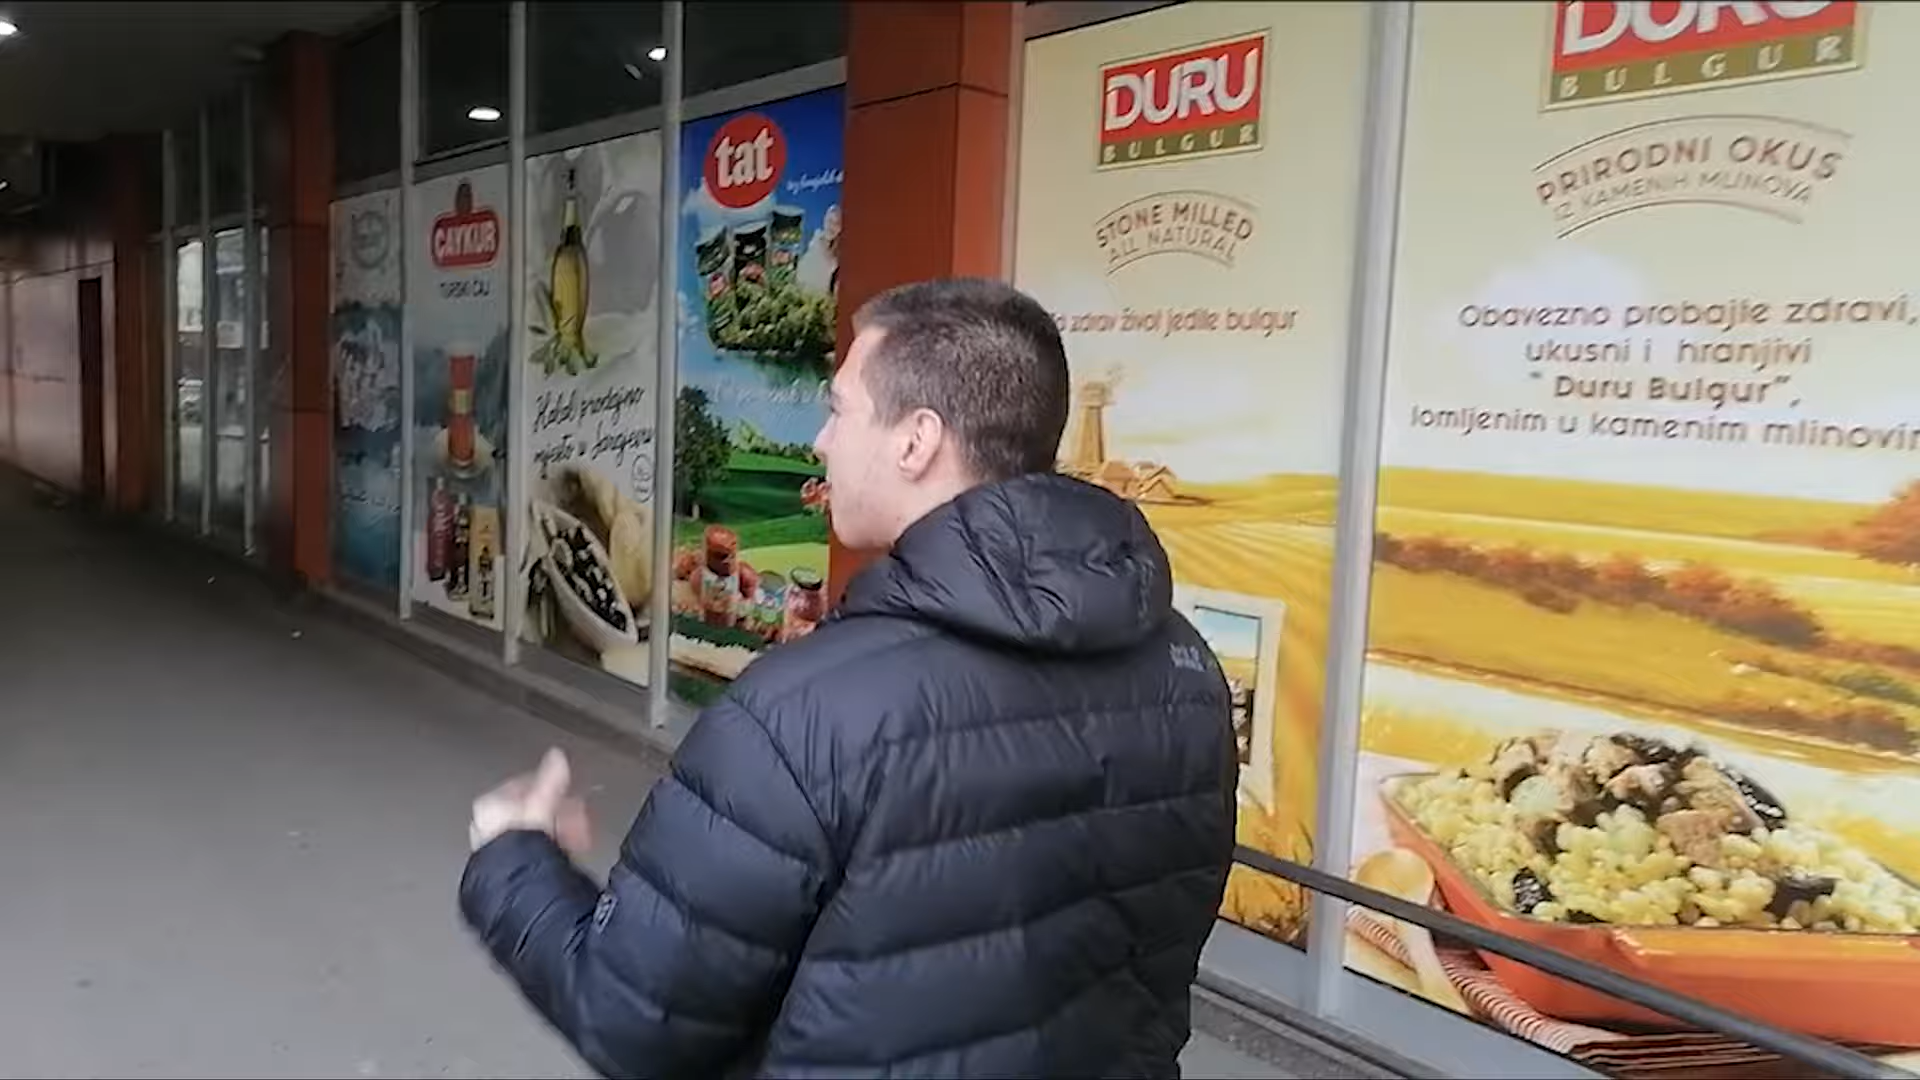 ÇAYKUR
TURSKI ČAJ
Halal prodajno
mjesto u Sarajevu
tat
DURU
BULGUR
STONE MILLED
ALL NATURAL
zdrav život jedite bulgur
DURU
BULGUR
PRIRODNI OKUS
IZ KAMENIH MLINOVA
Obavezno probajte zdravi,
ukusni i hranjivi
"Duru Bulgur",
lomljenim u kamenim